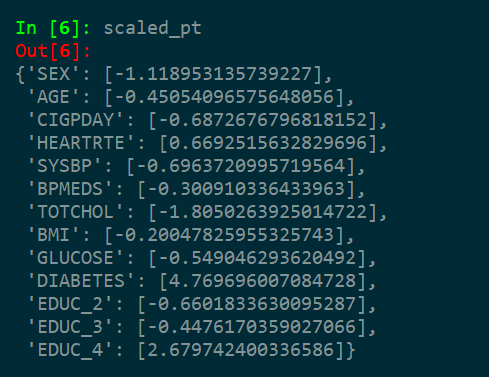 In [6]: scaled_pt
Out[6]:
{'SEX': [-1.118953135739227],
 'AGE': [-0.45054096575648056],
 'CIGPDAY': [-0.6872676796818152],
 'HEARTRTE': [0.6692515632829696],
 'SYSBP': [-0.6963720995719564],
 'BPMEDS': [-0.300910336433963],
 'TOTCHOL': [-1.8050263925014722],
 'BMI': [-0.20047825955325743],
 'GLUCOSE': [-0.549046293620492],
 'DIABETES': [4.769696007084728],
 'EDUC_2': [-0.6601833630095287],
 'EDUC_3': [-0.4476170359027066],
 'EDUC_4': [2.679742400336586]}